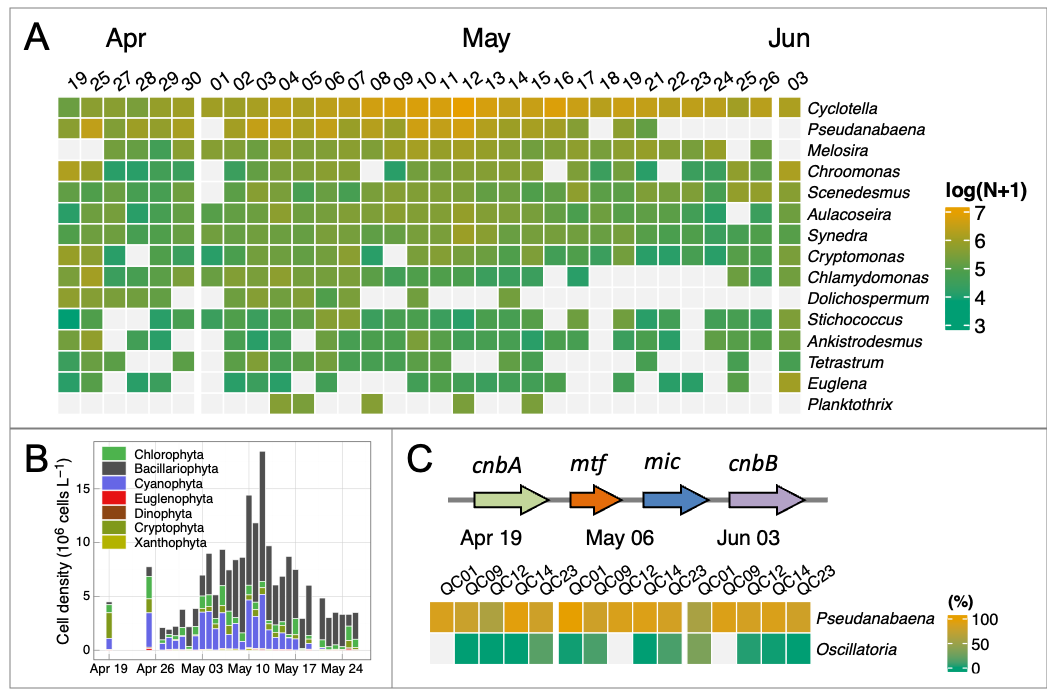 A
Apr May Jun
19 25 27 28 29 30 01 02 03 04 05 06 07 08 09 10 11 12 13 14 15 16 17 18 19 21 22 23 24 25 26 03
Cyclotella
Pseudanabaena
Melosira
Chroomonas
Scenedesmus
Aulacoseira
Synedra
Cryptomonas
Chlamydomonas
Dolichospermum
Stichococcus
Ankistrodesmus
Tetrastrum
Euglena
Planktothrix
log(N+1)
7
6
5
4
3
B
Cell density (10⁶ cells L⁻¹)
15
10
5
0
Chlorophyta
Bacillariophyta
Cyanophyta
Euglenophyta
Dinophyta
Cryptophyta
Xanthophyta
Apr 19 Apr 26 May 03 May 10 May 17 May 24
C
cnbA mtf mic cnbB
Apr 19 May 06 Jun 03
QC01 QC09 QC12 QC14 QC23 QC01 QC09 QC12 QC14 QC23 QC01 QC09 QC12 QC14 QC23
Pseudanabaena
Oscillatoria
(%)
100
50
0